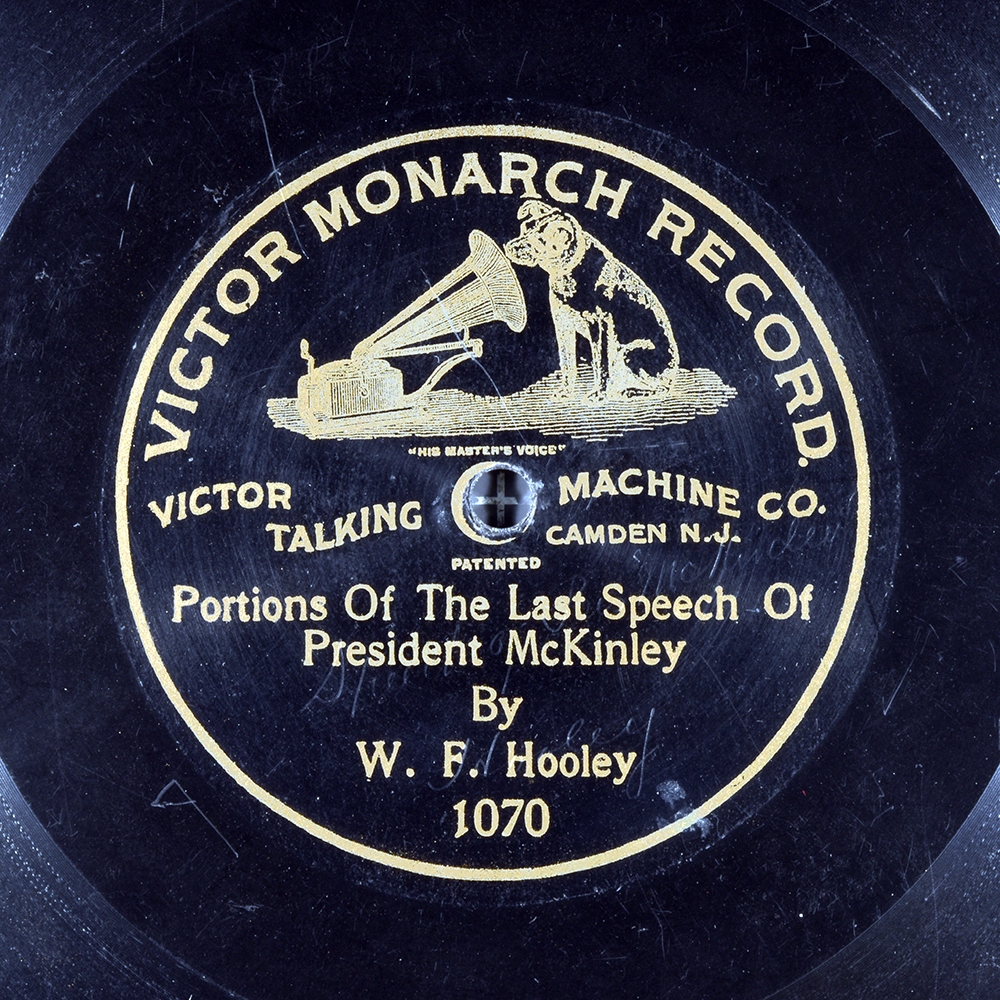 VICTOR MONARCH RECORD.
"HIS MASTER'S VOICE"
VICTOR TALKING MACHINE CO.
CAMDEN N.J.
PATENTED
Portions Of The Last Speech Of
President McKinley
By
W. F. Hooley
1070